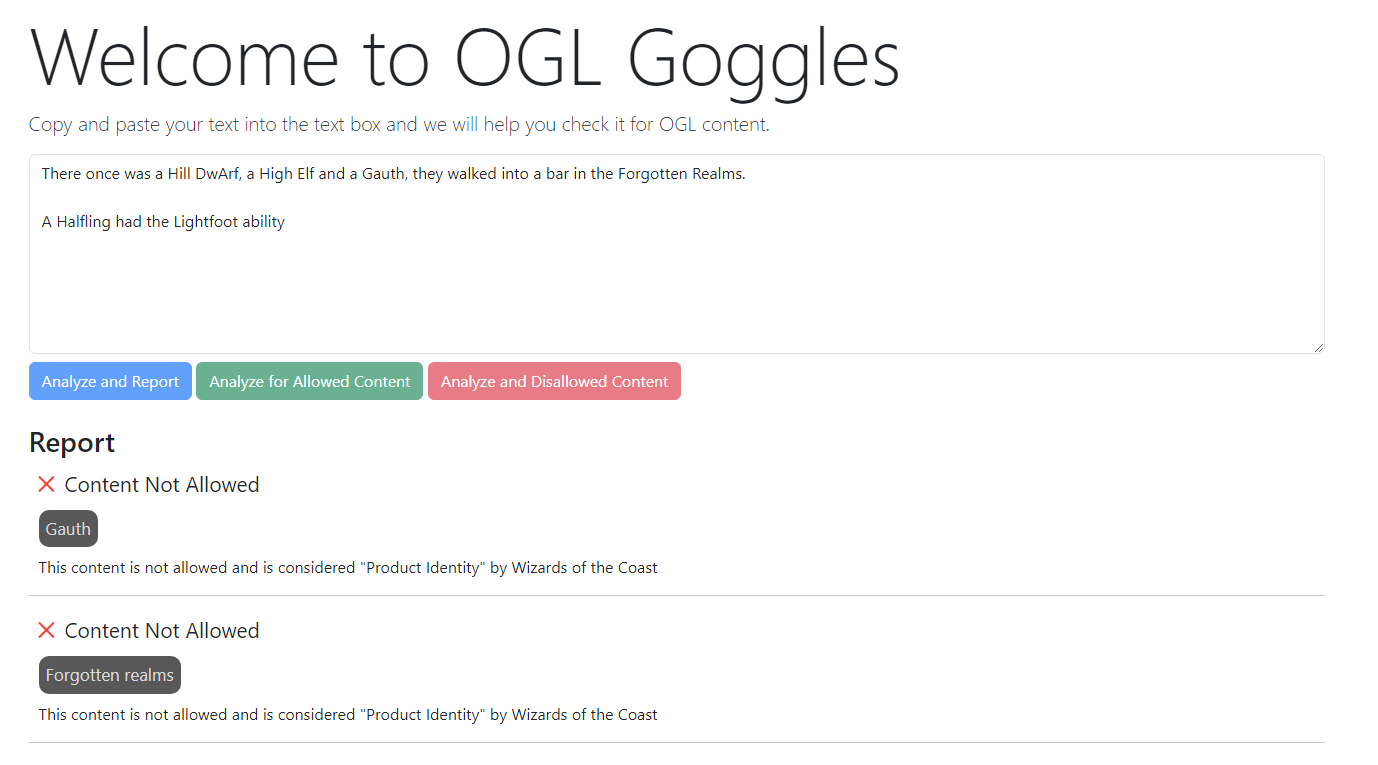 Welcome to OGL Goggles
Copy and paste your text into the text box and we will help you check it for OGL content.
There once was a Hill DwArf, a High Elf and a Gauth, they walked into a bar in the Forgotten Realms.
A Halfling had the Lightfoot ability
Analyze and Report Analyze for Allowed Content Analyze and Disallowed Content
Report
Content Not Allowed
Gauth
This content is not allowed and is considered "Product Identity" by Wizards of the Coast
Content Not Allowed
Forgotten realms
This content is not allowed and is considered "Product Identity" by Wizards of the Coast